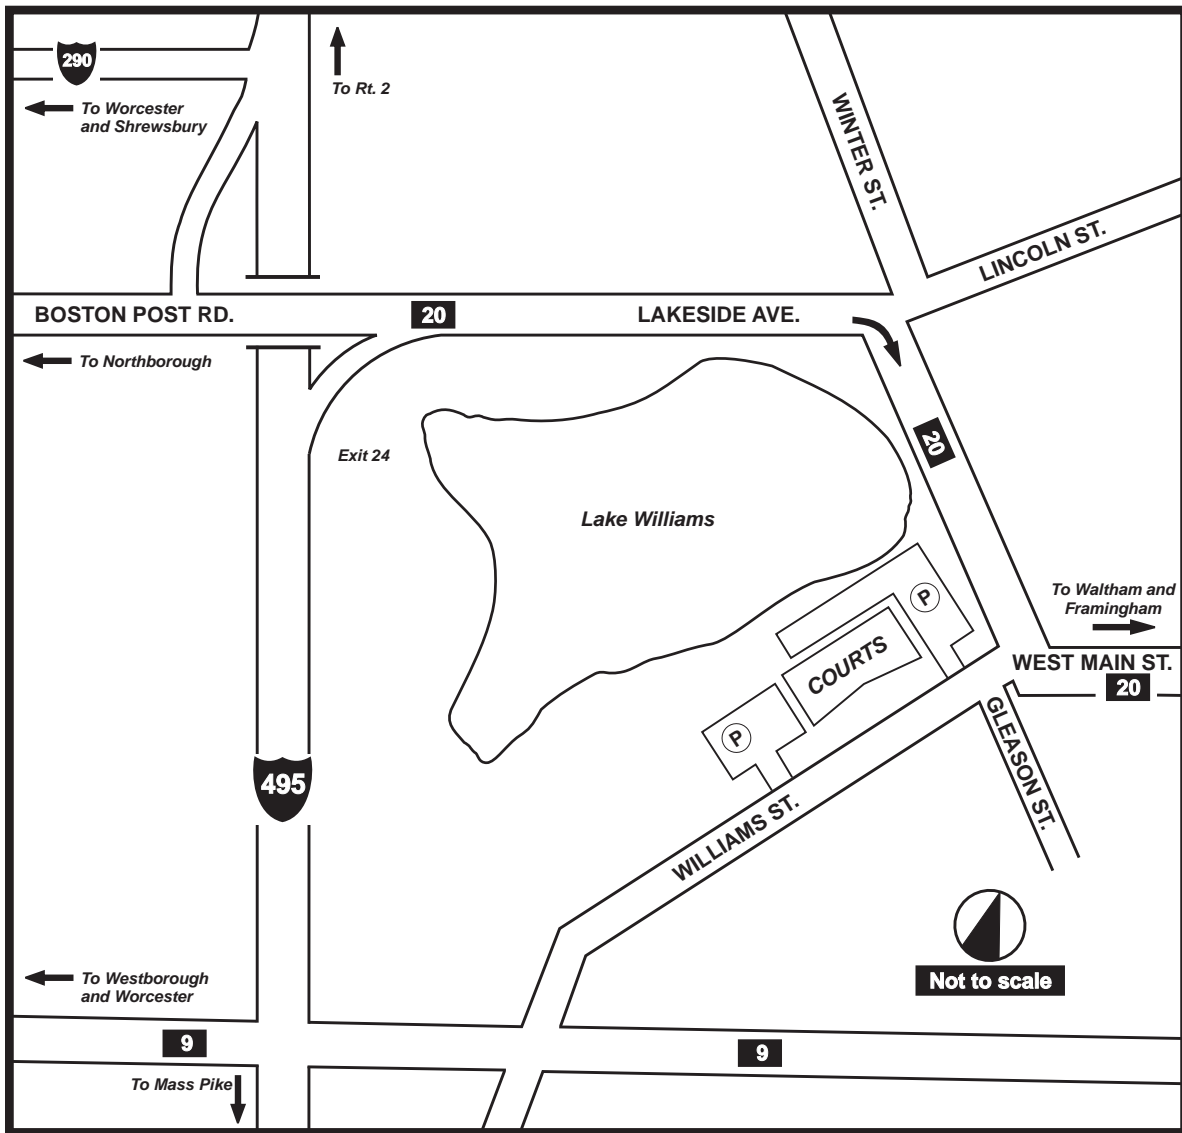 290
To Rt. 2
To Worcester
and Shrewsbury
WINTER ST.
LINCOLN ST.
BOSTON POST RD.
20
LAKESIDE AVE.
To Northborough
20
Exit 24
Lake Williams
To Waltham and
Framingham
P
COURTS
WEST MAIN ST.
20
P
GLEASON ST.
495
WILLIAMS ST.
To Westborough
and Worcester
Not to scale
9
9
To Mass Pike